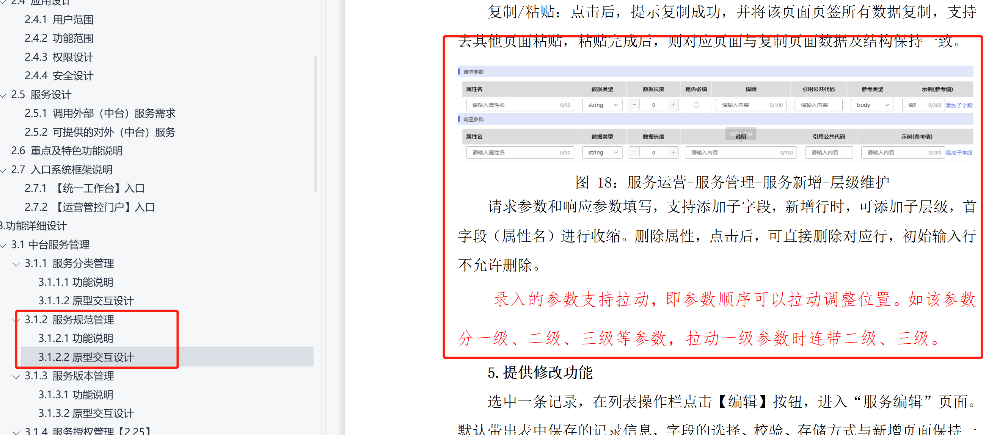 2.4 应用设计
2.4.1 用户范围
2.4.2 功能范围
2.4.3 权限设计
2.4.4 安全设计
2.5 服务设计
2.5.1 调用外部（中台）服务需求
2.5.2 可提供的对外（中台）服务
2.6 重点及特色功能说明
2.7 入口系统框架说明
2.7.1 【统一工作台】入口
2.7.2 【运营管控门户】入口
3.功能详细设计
3.1 中台服务管理
3.1.1 服务分类管理
3.1.1.1 功能说明
3.1.1.2 原型交互设计
3.1.2 服务规范管理
3.1.2.1 功能说明
3.1.2.2 原型交互设计
3.1.3 服务版本管理
3.1.3.1 功能说明
3.1.3.2 原型交互设计
3.1.4 服务授权管理【2.25】
复制/粘贴：点击后，提示复制成功，并将该页面页签所有数据复制，支持
去其他页面粘贴，粘贴完成后，则对应页面与复制页面数据及结构保持一致。
请求参数
属性名 数据类型 数据长度 是否必填 说明 引用公共代码 参考类型 示例(参考值)
请输入属性名 0/50 string - 0 + 请输入内容 0/100 请输入内容 body 请输 0/200 添加子字段
响应参数
请输入内容
属性名 数据类型 数据长度 说明 引用公共代码 示例(参考值)
请输入属性名 0/50 string - 0 + 请输入内容 0/100 请输入内容 请输入内容 0/200 添加子字段
图 18：服务运营-服务管理-服务新增-层级维护
请求参数和响应参数填写，支持添加子字段，新增行时，可添加子层级，首
字段（属性名）进行收缩。删除属性，点击后，可直接删除对应行，初始输入行
不允许删除。
录入的参数支持拉动，即参数顺序可以拉动调整位置。如该参数
分一级、二级、三级等参数，拉动一级参数时连带二级、三级。
5.提供修改功能
选中一条记录，在列表操作栏点击【编辑】按钮，进入“服务编辑”页面。
默认带出表中保存的记录信息，字段的选择、校验、存储方式与新增页面保持一